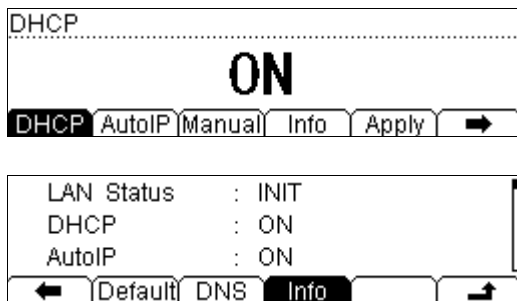 DHCP
ON
DHCP AutoIP Manual Info Apply
LAN Status : INIT
DHCP : ON
AutoIP : ON
Default DNS Info